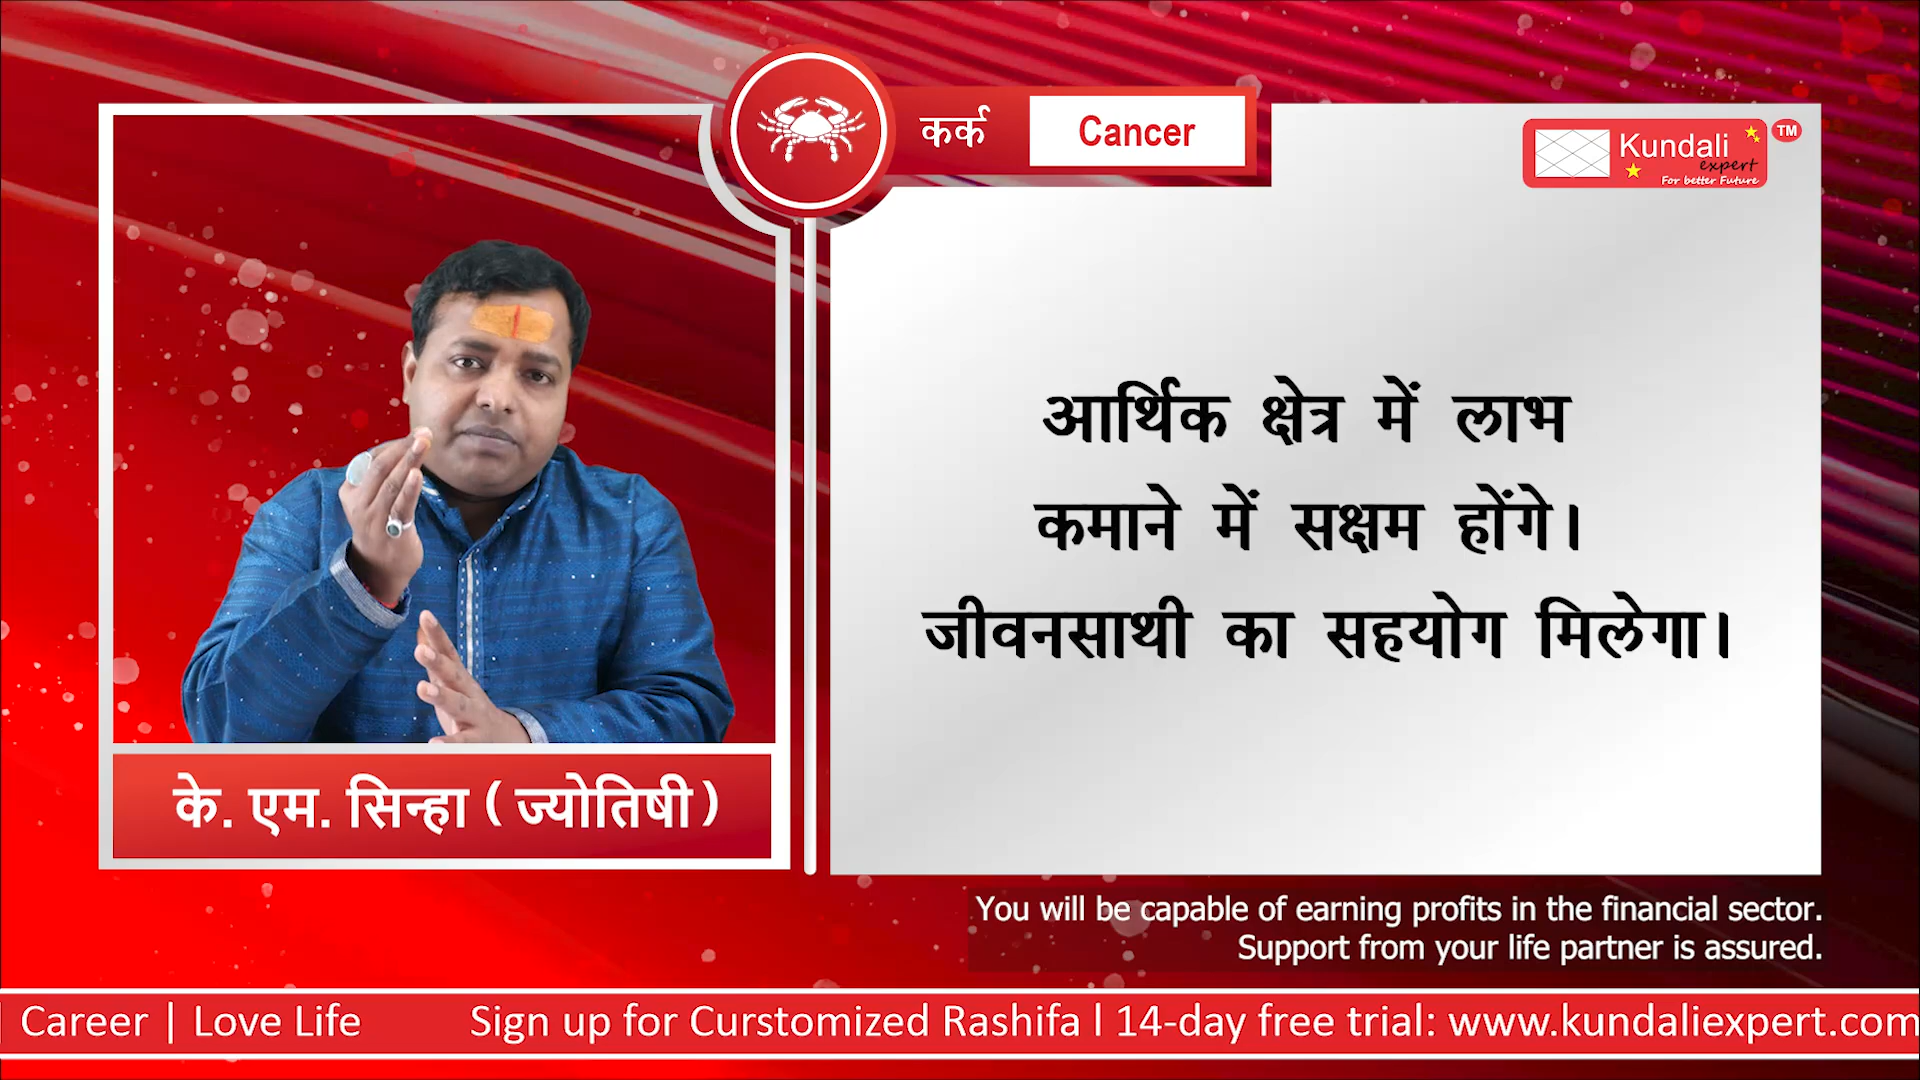 कर्क
Cancer
Kundali
expert
For better Future
TM
आर्थिक क्षेत्र में लाभ
कमाने में सक्षम होंगे।
जीवनसाथी का सहयोग मिलेगा।
के. एम. सिन्हा ( ज्योतिषी )
You will be capable of earning profits in the financial sector.
Support from your life partner is assured.
Career | Love Life Sign up for Curstomized Rashifa l 14-day free trial: www.kundaliexpert.com